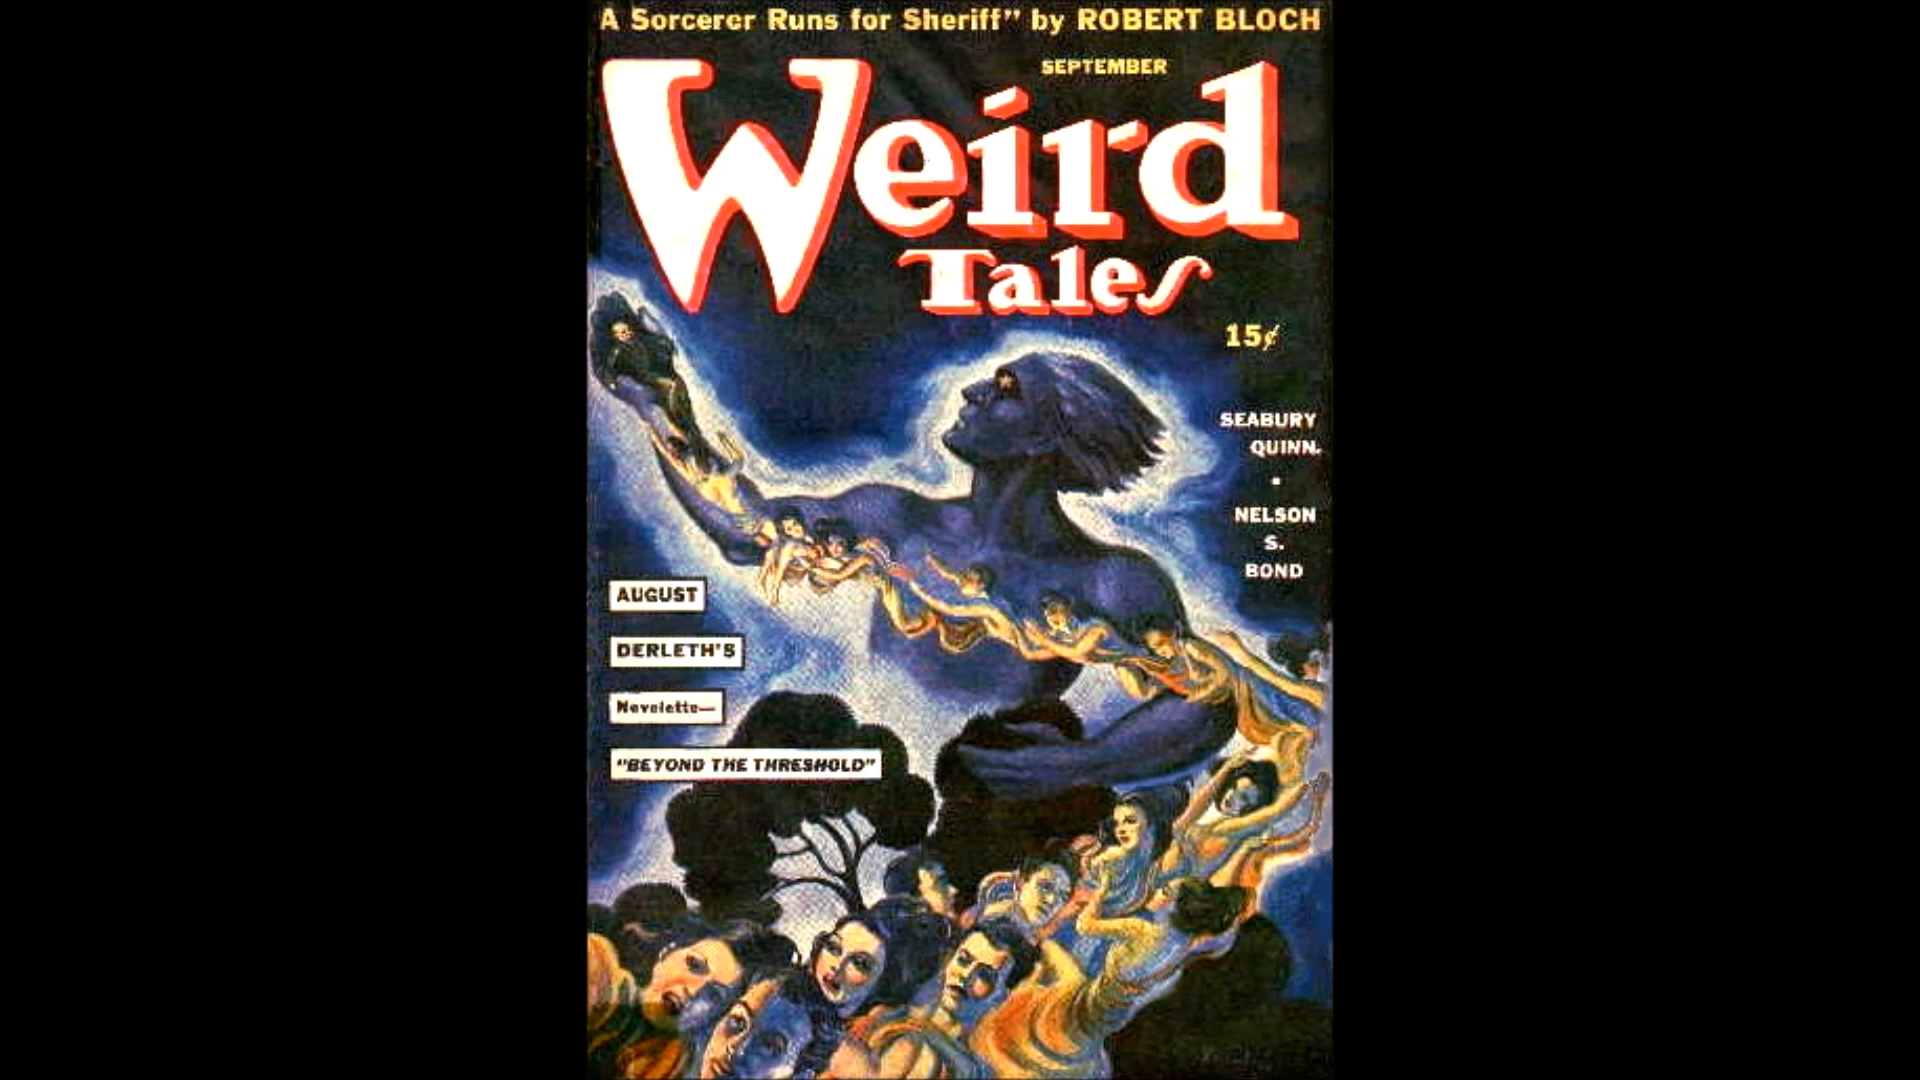 A Sorcerer Runs for Sheriff" by ROBERT BLOCH
SEPTEMBER
Weird
Tales
15¢
SEABURY
QUINN.
NELSON
S.
BOND
AUGUST
DERLETH'S
Novelette—
"BEYOND THE THRESHOLD"